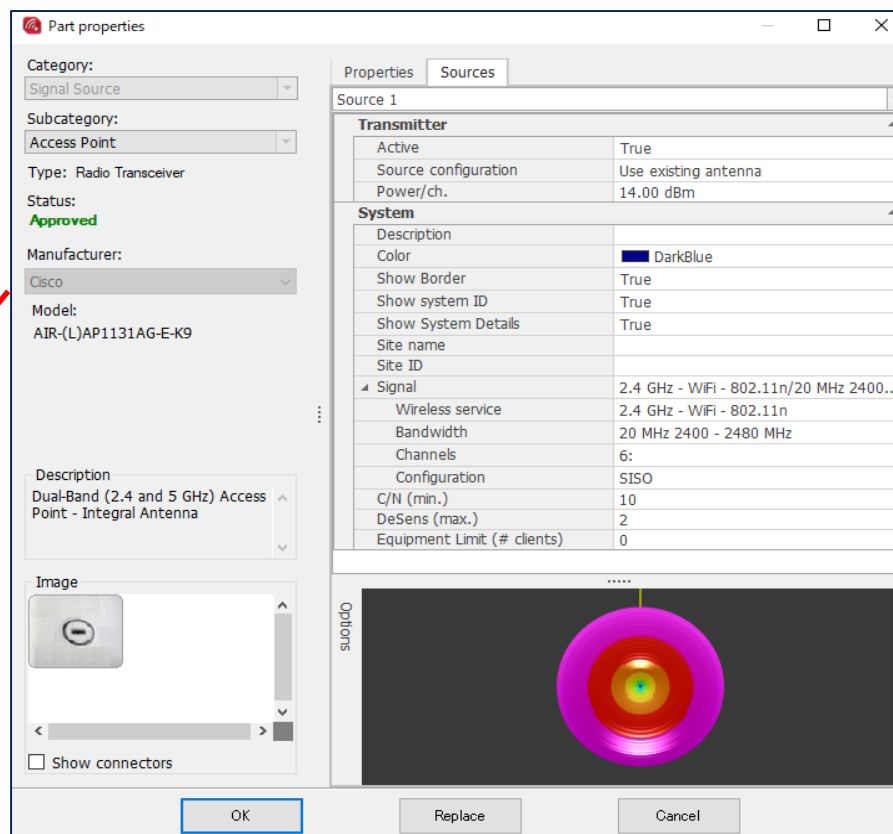 Part properties
Category:
Signal Source
Subcategory:
Access Point
Type: Radio Transceiver
Status:
Approved
Manufacturer:
Cisco
Model:
AIR-(L)AP1131AG-E-K9
Description
Dual-Band (2.4 and 5 GHz) Access
Point - Integral Antenna
Image
Show connectors
Properties Sources
Source 1
Transmitter
Active True
Source configuration Use existing antenna
Power/ch. 14.00 dBm
System
Description
Color DarkBlue
Show Border True
Show system ID True
Show System Details True
Site name
Site ID
Signal 2.4 GHz - WiFi - 802.11n/20 MHz 2400...
Wireless service 2.4 GHz - WiFi - 802.11n
Bandwidth 20 MHz 2400 - 2480 MHz
Channels 6:
Configuration SISO
C/N (min.) 10
DeSens (max.) 2
Equipment Limit (# clients) 0
Options
OK Replace Cancel